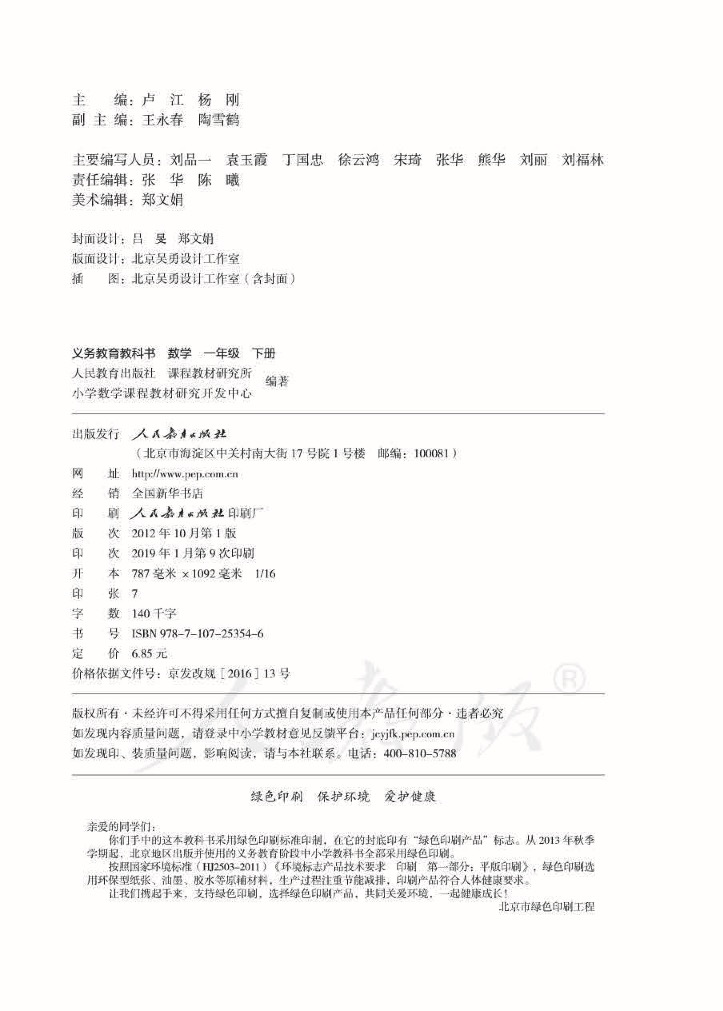 主　　编：卢　江　杨　刚
副 主 编：王永春　陶雪鹤
主要编写人员：刘品一　袁玉霞　丁国忠　徐云鸿　宋琦　张华　熊华　刘丽　刘福林
责任编辑：张　华　陈　曦
美术编辑：郑文娟
封面设计：吕　旻　郑文娟
版面设计：北京吴勇设计工作室
插　　图：北京吴勇设计工作室（含封面）
义务教育教科书　数学　一年级　下册
人民教育出版社　课程教材研究所
小学数学课程教材研究开发中心　编著
出版发行　人民教育出版社
（北京市海淀区中关村南大街 17 号院 1 号楼　邮编：100081）
网　　址　http://www.pep.com.cn
经　　销　全国新华书店
印　　刷　人民教育出版社印刷厂
版　　次　2012 年 10 月第 1 版
印　　次　2019 年 1 月第 9 次印刷
开　　本　787 毫米 ×1092 毫米　1/16
印　　张　7
字　　数　140 千字
书　　号　ISBN 978-7-107-25354-6
定　　价　6.85 元
价格依据文件号：京发改规［2016］13 号
版权所有·未经许可不得采用任何方式擅自复制或使用本产品任何部分·违者必究
如发现内容质量问题，请登录中小学教材意见反馈平台：jcyjfk.pep.com.cn
如发现印、装质量问题，影响阅读，请与本社联系。电话：400-810-5788
绿色印刷　保护环境　爱护健康
亲爱的同学们：
你们手中的这本教科书采用绿色印刷标准印制，在它的封底印有“绿色印刷产品”标志。从 2013 年秋季
学期起，北京地区出版并使用的义务教育阶段中小学教科书全部采用绿色印刷。
按照国家环境标准（HJ2503-2011）《环境标志产品技术要求　印刷　第一部分：平版印刷》，绿色印刷选
用环保型纸张、油墨、胶水等原辅材料，生产过程注重节能减排，印刷产品符合人体健康要求。
让我们携起手来，支持绿色印刷，选择绿色印刷产品，共同关爱环境，一起健康成长！
北京市绿色印刷工程
人教版®